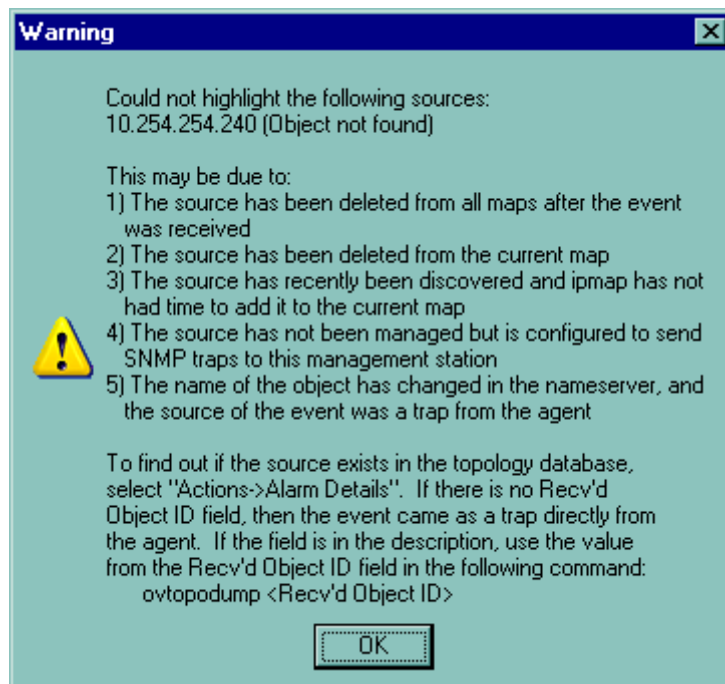 Warning
Could not highlight the following sources:
10.254.254.240 (Object not found)
This may be due to:
1) The source has been deleted from all maps after the event
was received
2) The source has been deleted from the current map
3) The source has recently been discovered and ipmap has not
had time to add it to the current map
4) The source has not been managed but is configured to send
SNMP traps to this management station
5) The name of the object has changed in the nameserver, and
the source of the event was a trap from the agent
To find out if the source exists in the topology database,
select "Actions->Alarm Details".  If there is no Recv'd
Object ID field, then the event came as a trap directly from
the agent.  If the field is in the description, use the value
from the Recv'd Object ID field in the following command:
ovtopodump <Recv'd Object ID>
OK